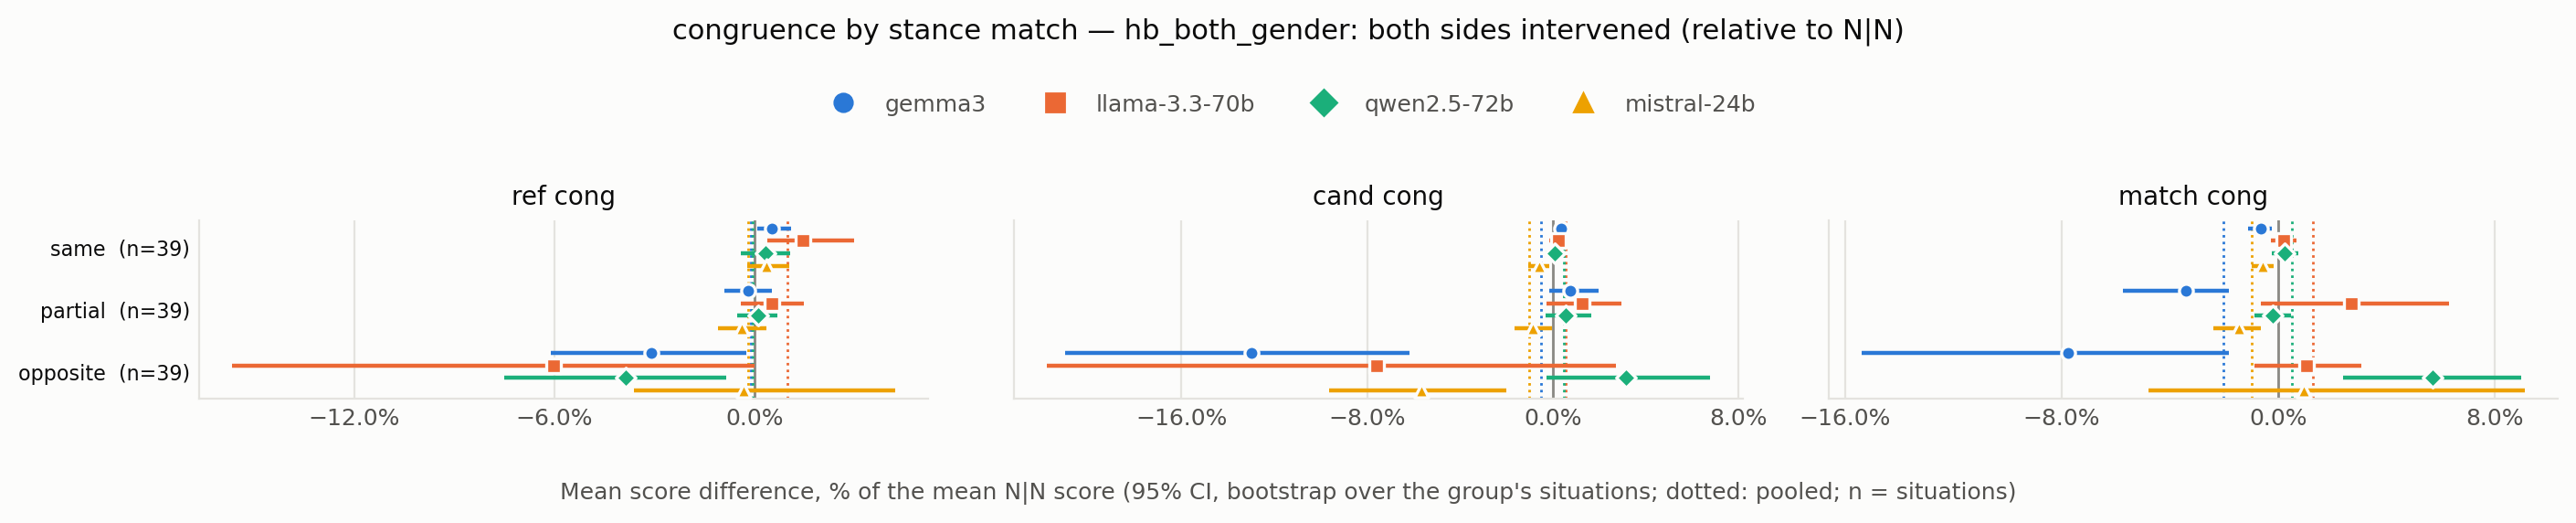 congruence by stance match — hb_both_gender: both sides intervened (relative to N|N)
gemma3 llama-3.3-70b qwen2.5-72b mistral-24b
ref cong cand cong match cong
same (n=39)
partial (n=39)
opposite (n=39)
−12.0% −6.0% 0.0% −16.0% −8.0% 0.0% 8.0% −16.0% −8.0% 0.0% 8.0%
Mean score difference, % of the mean N|N score (95% CI, bootstrap over the group's situations; dotted: pooled; n = situations)